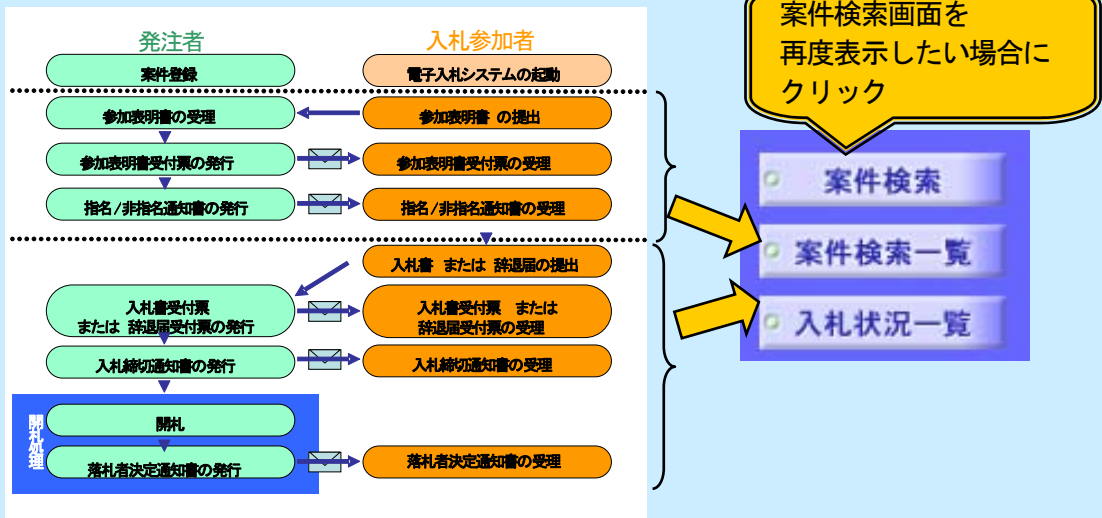 案件検索画面を
再度表示したい場合に
クリック
発注者
入札参加者
案件登録
電子入札システムの起動
参加表明書の受理
参加表明書 の提出
参加表明書受付票の発行
参加表明書受付票の受理
指名/非指名通知書の発行
指名/非指名通知書の受理
入札書 または 辞退届の提出
入札書受付票
または 辞退届受付票の発行
入札書受付票 または
辞退届受付票の受理
入札締切通知書の発行
入札締切通知書の受理
開札処理
開札
落札者決定通知書の発行
落札者決定通知書の受理
案件検索
案件検索一覧
入札状況一覧